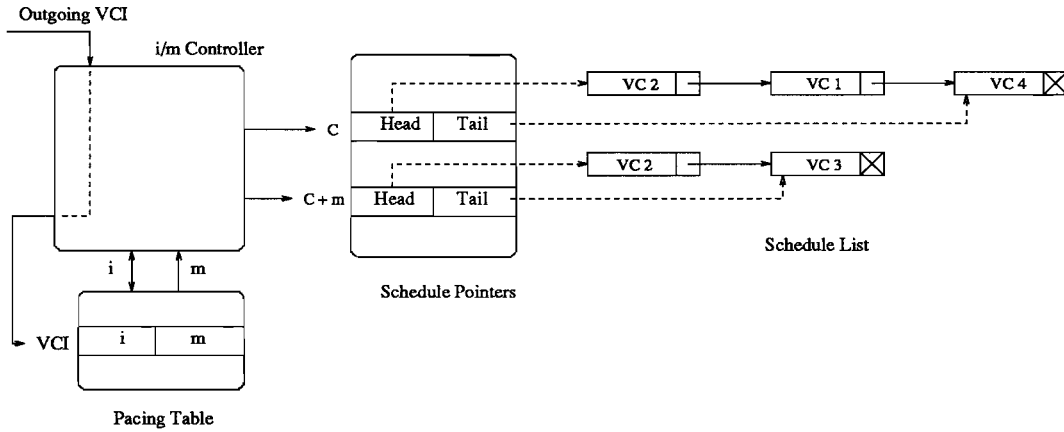 Outgoing VCI
i/m Controller
VC 2
VC 1
VC 4
C
Head
Tail
VC 2
VC 3
C + m
Head
Tail
Schedule List
i
m
Schedule Pointers
VCI
i
m
Pacing Table